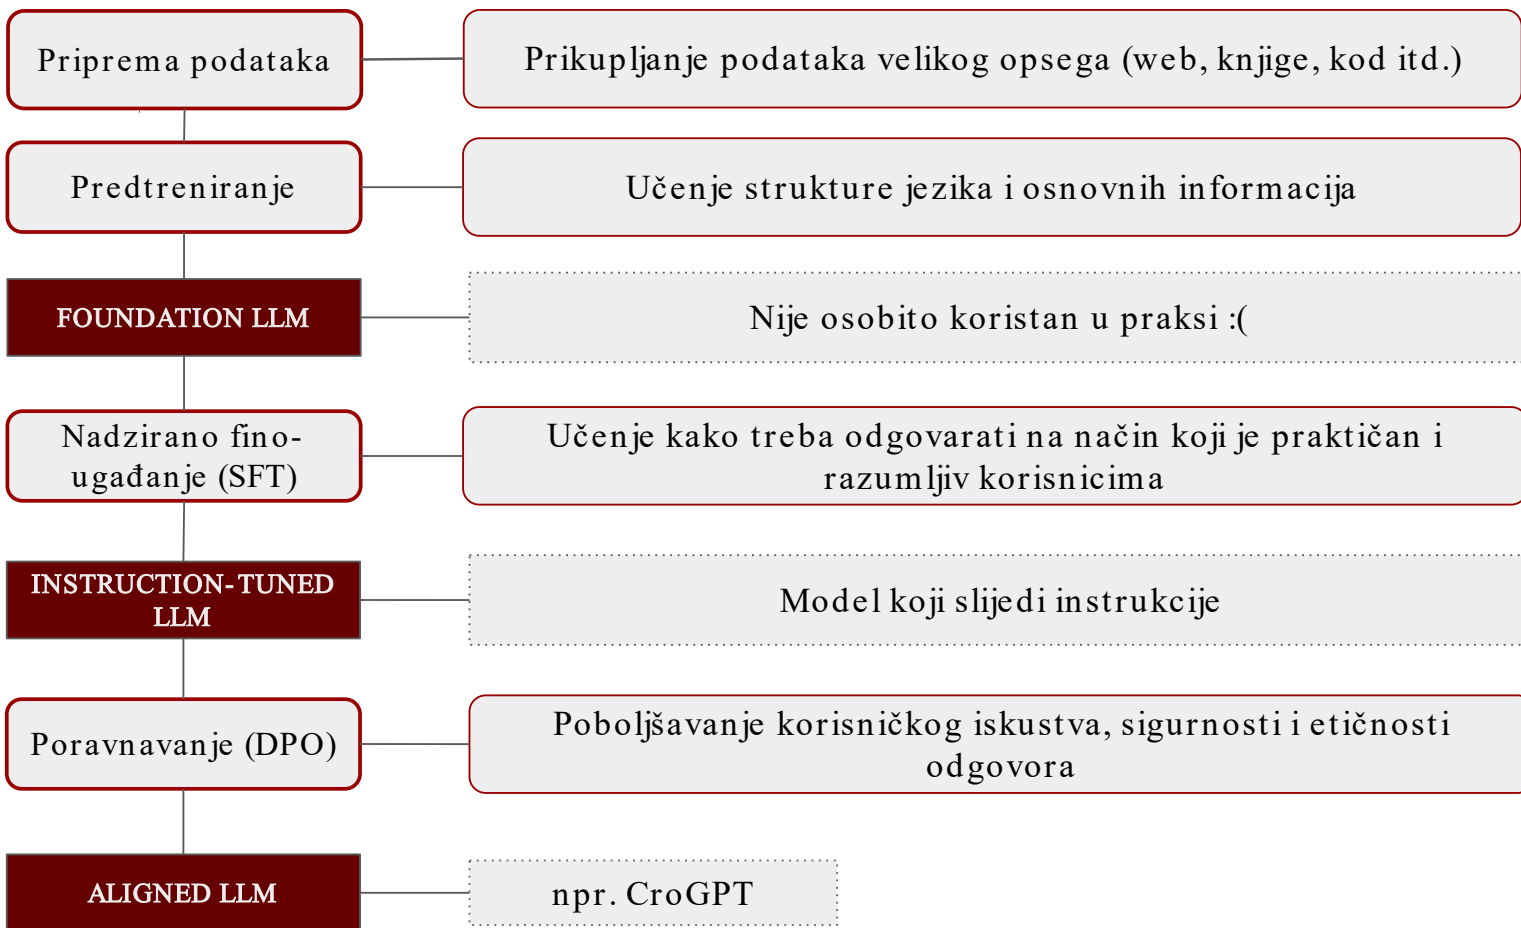 Priprema podataka
Prikupljanje podataka velikog opsega (web, knjige, kod itd.)
Predtreniranje
Učenje strukture jezika i osnovnih informacija
FOUNDATION LLM
Nije osobito koristan u praksi :(
Nadzirano fino-
ugađanje (SFT)
Učenje kako treba odgovarati na način koji je praktičan i
razumljiv korisnicima
INSTRUCTION-TUNED
LLM
Model koji slijedi instrukcije
Poravnavanje (DPO)
Poboljšavanje korisničkog iskustva, sigurnosti i etičnosti
odgovora
ALIGNED LLM
npr. CroGPT